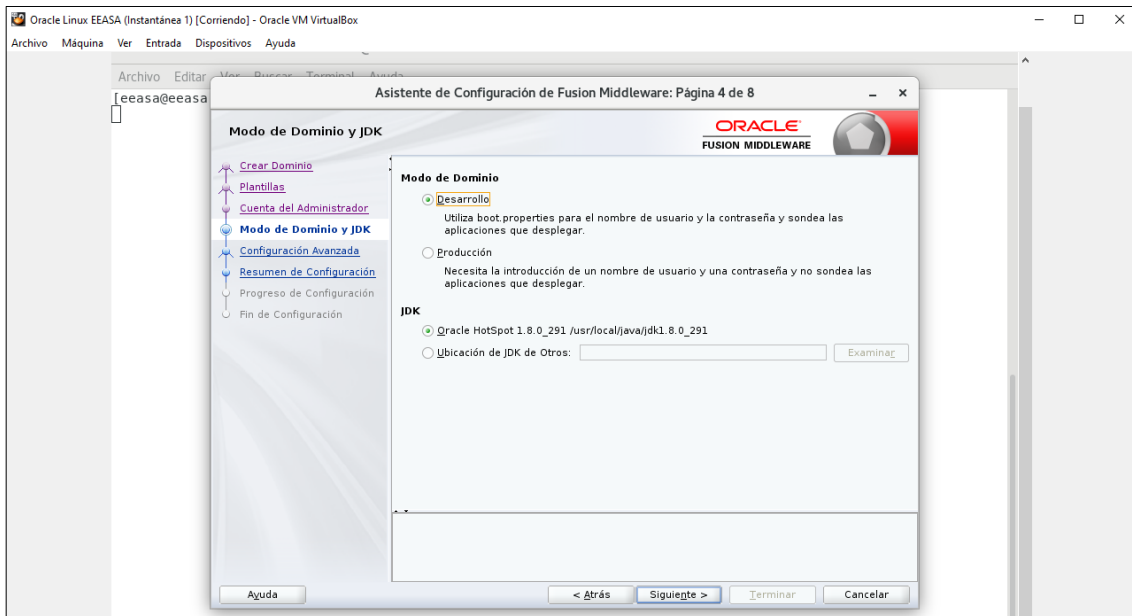 Oracle Linux EEASA (Instantánea 1) [Corriendo] - Oracle VM VirtualBox
Archivo Máquina Ver Entrada Dispositivos Ayuda
Archivo Editar Ver Buscar Terminal Ayuda
[eeasa@eeasa
Asistente de Configuración de Fusion Middleware: Página 4 de 8
Modo de Dominio y JDK
ORACLE
FUSION MIDDLEWARE
Crear Dominio
Plantillas
Cuenta del Administrador
Modo de Dominio y JDK
Configuración Avanzada
Resumen de Configuración
Progreso de Configuración
Fin de Configuración
Modo de Dominio
Desarrollo
Utiliza boot.properties para el nombre de usuario y la contraseña y sondea las
aplicaciones que desplegar.
Producción
Necesita la introducción de un nombre de usuario y una contraseña y no sondea las
aplicaciones que desplegar.
JDK
Oracle HotSpot 1.8.0_291 /usr/local/java/jdk1.8.0_291
Ubicación de JDK de Otros:
Examinar
Ayuda
< Atrás
Siguiente >
Terminar
Cancelar